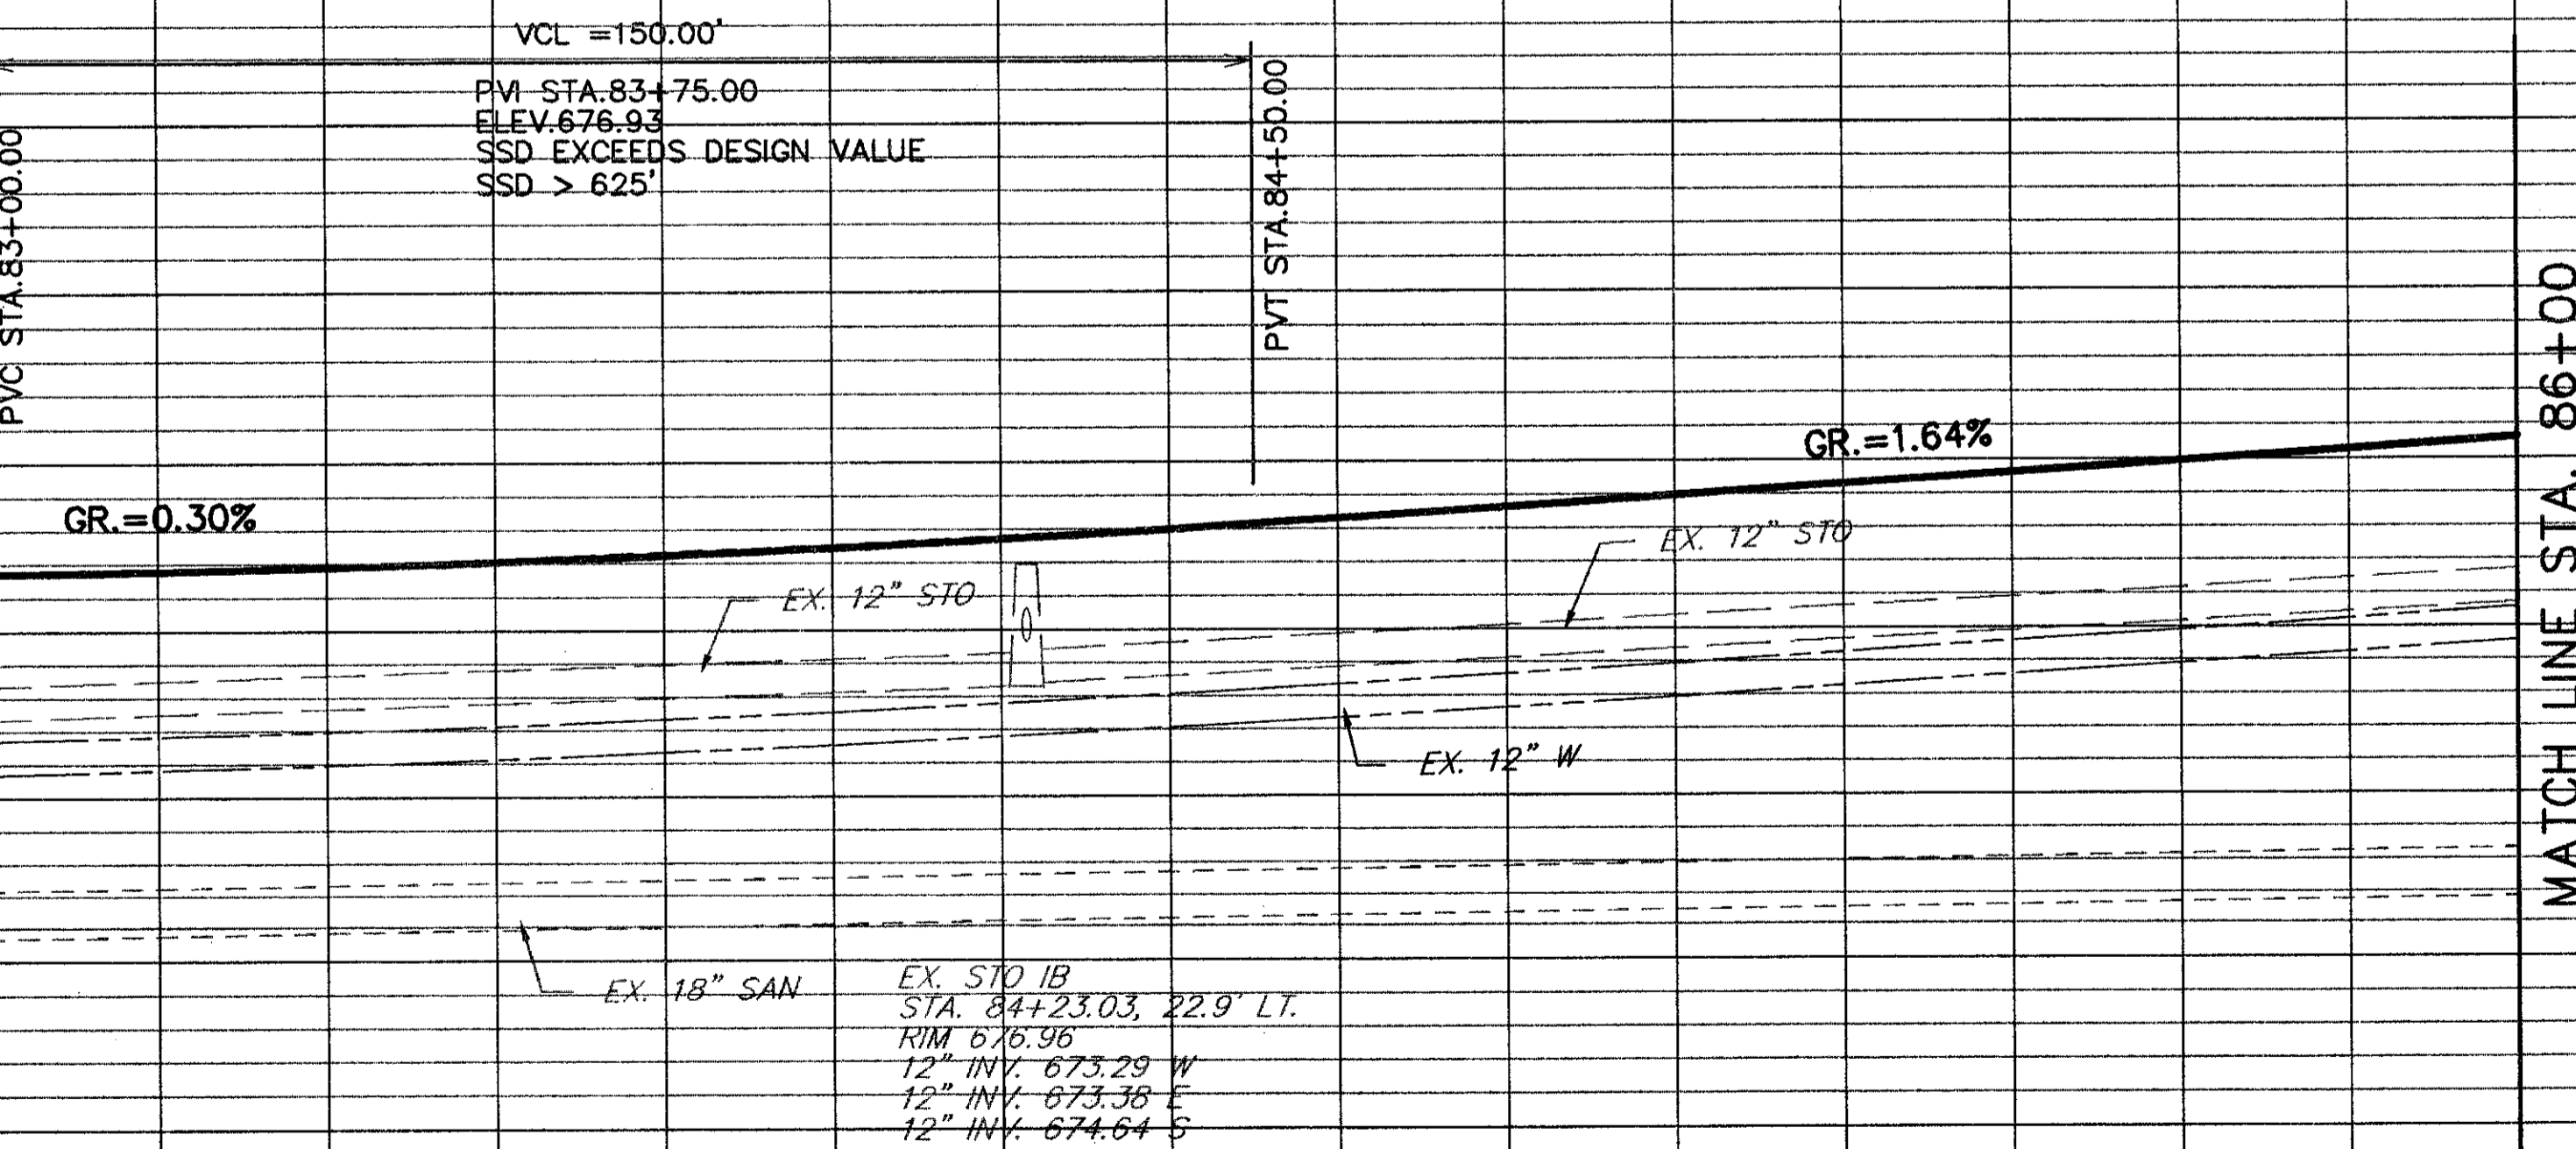 VCL =150.00'
PVI STA.83+75.00
ELEV.676.93
SSD EXCEEDS DESIGN VALUE
SSD > 625'
PVC STA.83+00.00
PVT STA.84+50.00
GR.=0.30%
GR.=1.64%
EX. 12" STO
EX. 12" STO
EX. 12" W
EX. 18" SAN
EX. STO IB
STA. 84+23.03, 22.9' LT.
RIM 676.96
12" INV. 673.29 W
12" INV. 673.38 E
12" INV. 674.64 S
MATCH LINE STA. 86+00